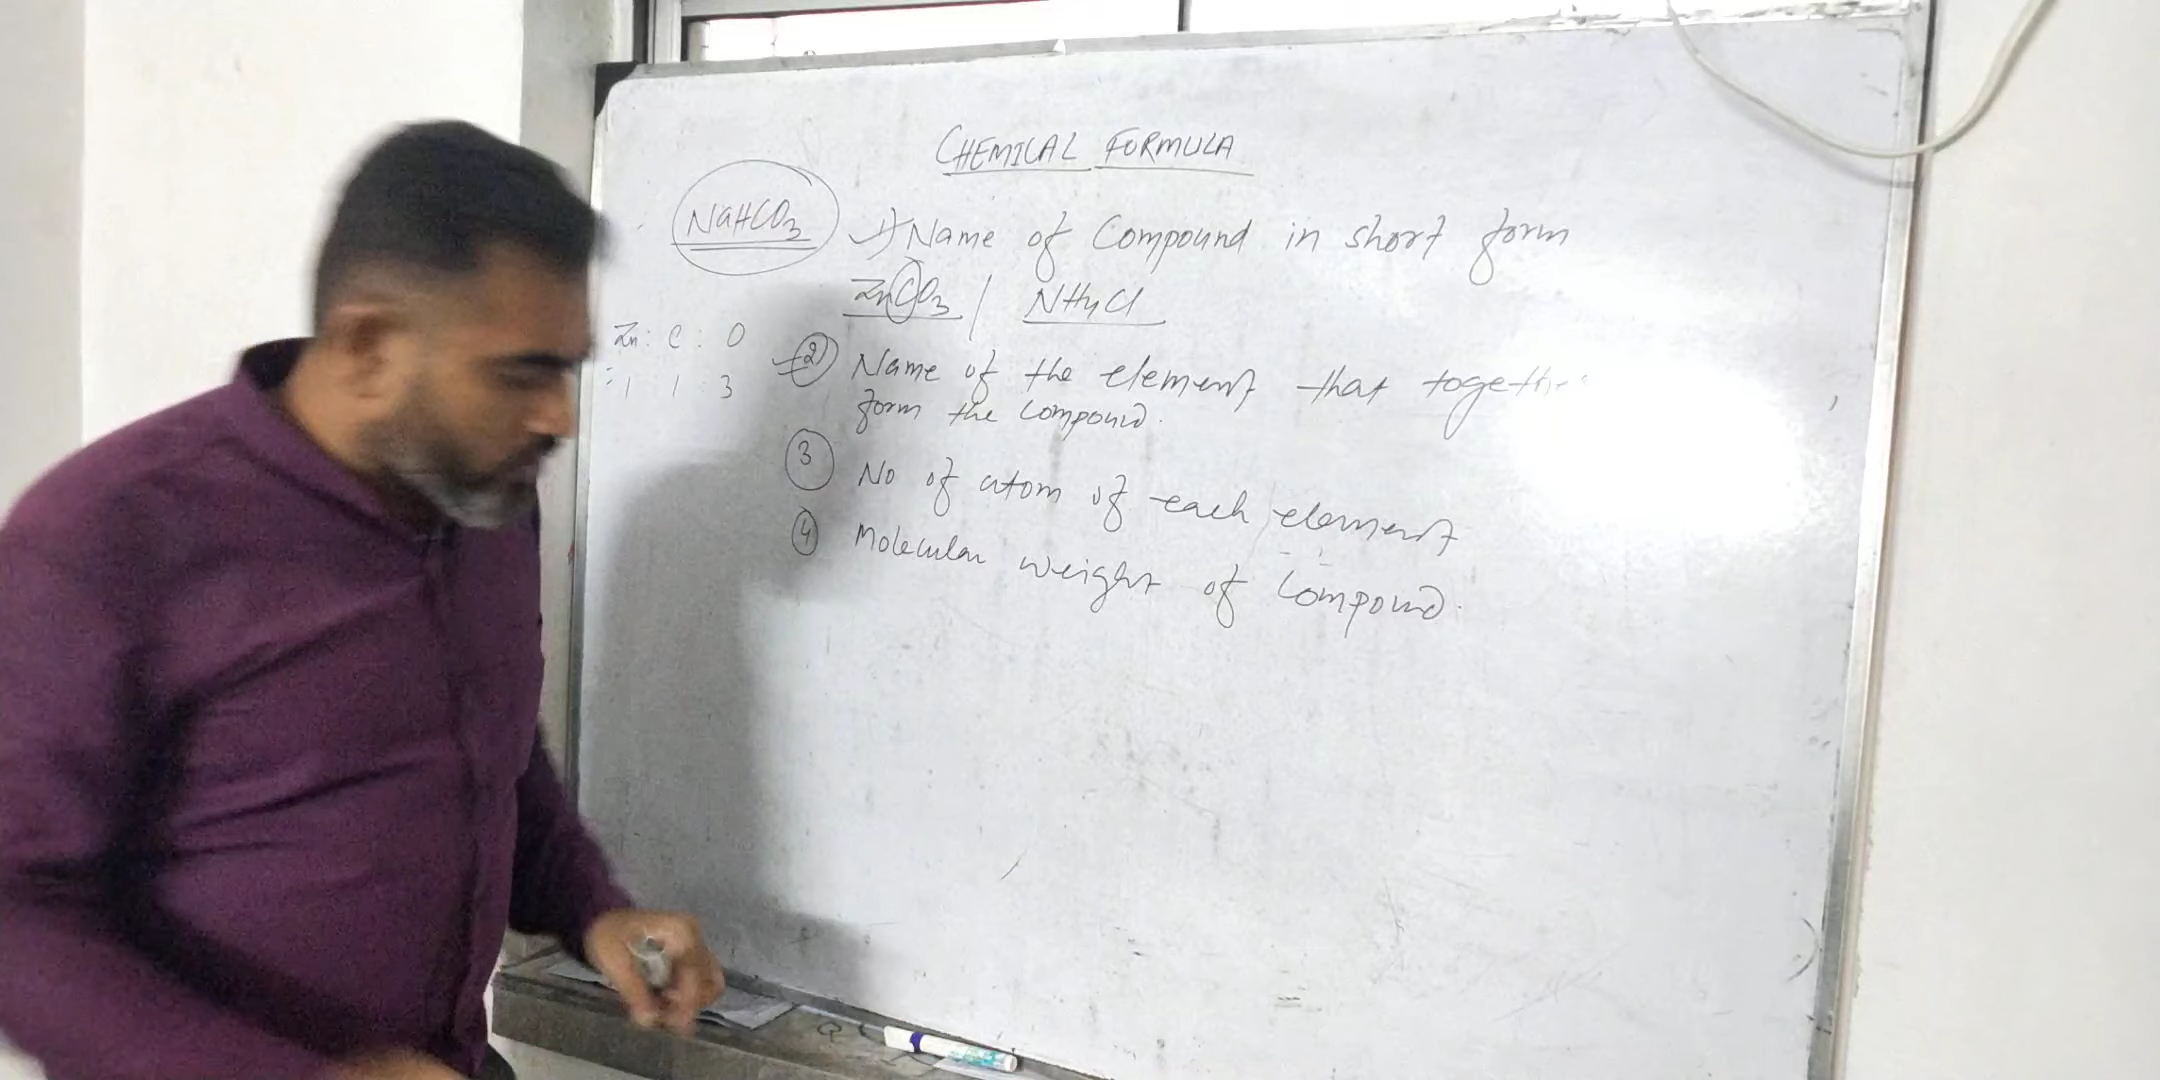 CHEMICAL FORMULA
NaHCO3
1) Name of Compound in short form
ZnCO3 / NH4Cl
Zn : C : O
: 1 1 : 3
2) Name of the element that togethe
form the compound.
3 No of atom of each element
4 Molecular weight of Compound.